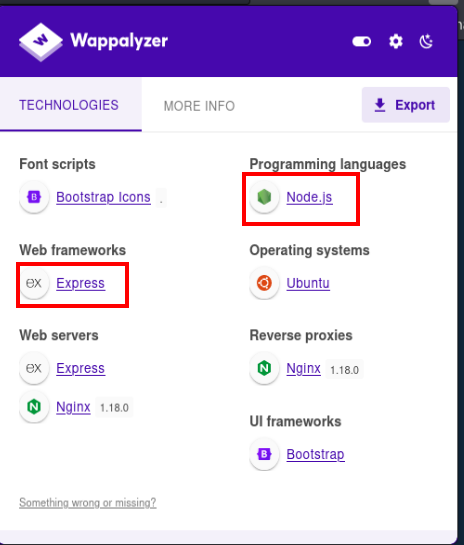 Wappalyzer
TECHNOLOGIES
MORE INFO
Export
Font scripts
Bootstrap Icons .
Programming languages
Node.js
Web frameworks
ex Express
Operating systems
Ubuntu
Web servers
ex Express
Nginx 1.18.0
Reverse proxies
Nginx 1.18.0
UI frameworks
Bootstrap
Something wrong or missing?